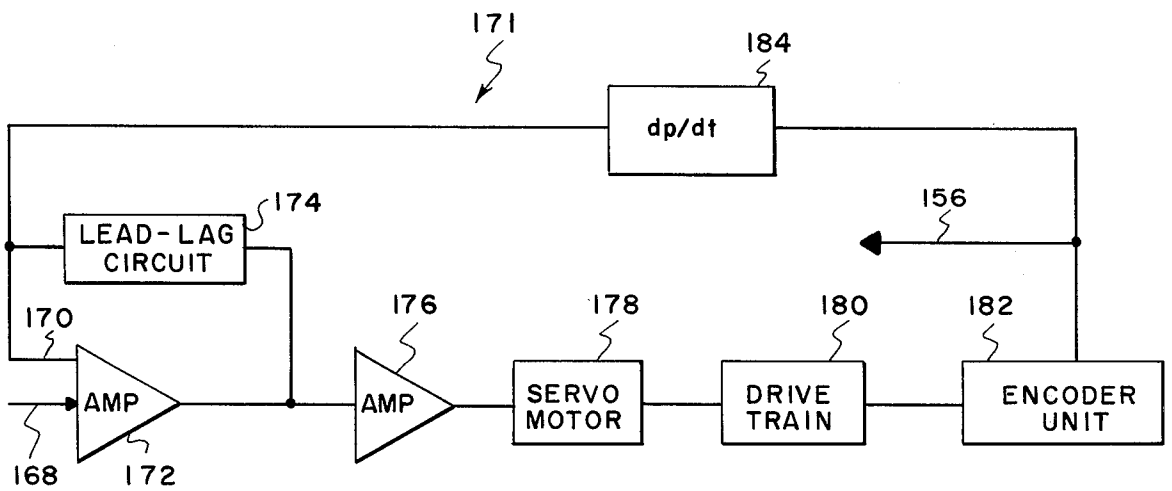 171
184
dp/dt
156
174
LEAD-LAG
CIRCUIT
170
176
178
180
182
AMP
AMP
SERVO
MOTOR
DRIVE
TRAIN
ENCODER
UNIT
168
172